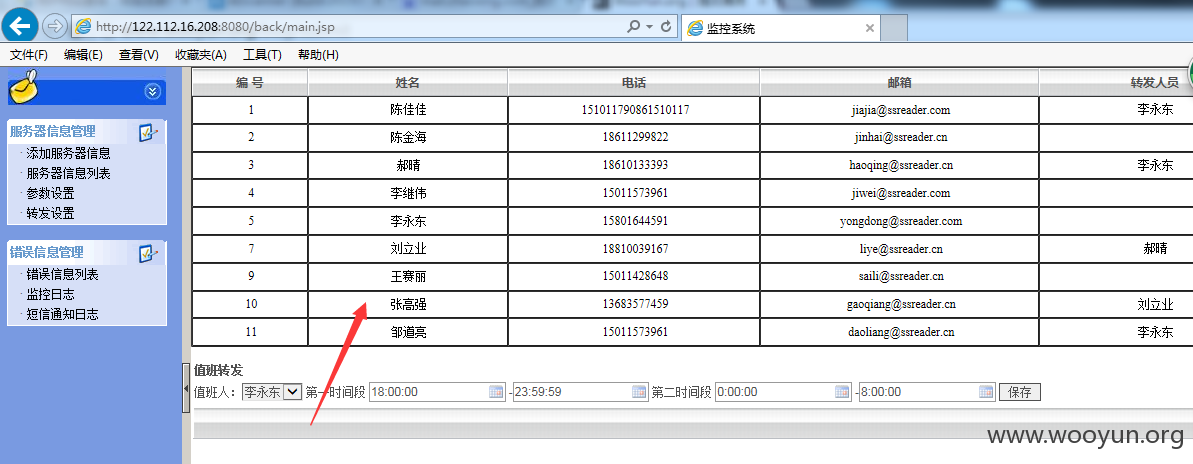 http://122.112.16.208:8080/back/main.jsp
监控系统
文件(F) 编辑(E) 查看(V) 收藏夹(A) 工具(T) 帮助(H)
服务器信息管理
添加服务器信息
服务器信息列表
参数设置
转发设置
错误信息管理
错误信息列表
监控日志
短信通知日志
编 号 姓名 电话 邮箱 转发人员
1 陈佳佳 151011790861510117 jiajia@ssreader.com 李永东
2 陈金海 18611299822 jinhai@ssreader.cn
3 郝晴 18610133393 haoqing@ssreader.cn 李永东
4 李维伟 15011573961 jiwei@ssreader.com
5 李永东 15801644591 yongdong@ssreader.com
7 刘立业 18810039167 liye@ssreader.cn 郝晴
9 王赛丽 15011428648 saili@ssreader.cn
10 张高强 13683577459 gaoqiang@ssreader.cn 刘立业
11 邹道亮 15011573961 daoliang@ssreader.cn 李永东
值班转发
值班人: 李永东 第一时间段 18:00:00 -23:59:59 第二时间段 0:00:00 -8:00:00 保存
www.wooyun.org